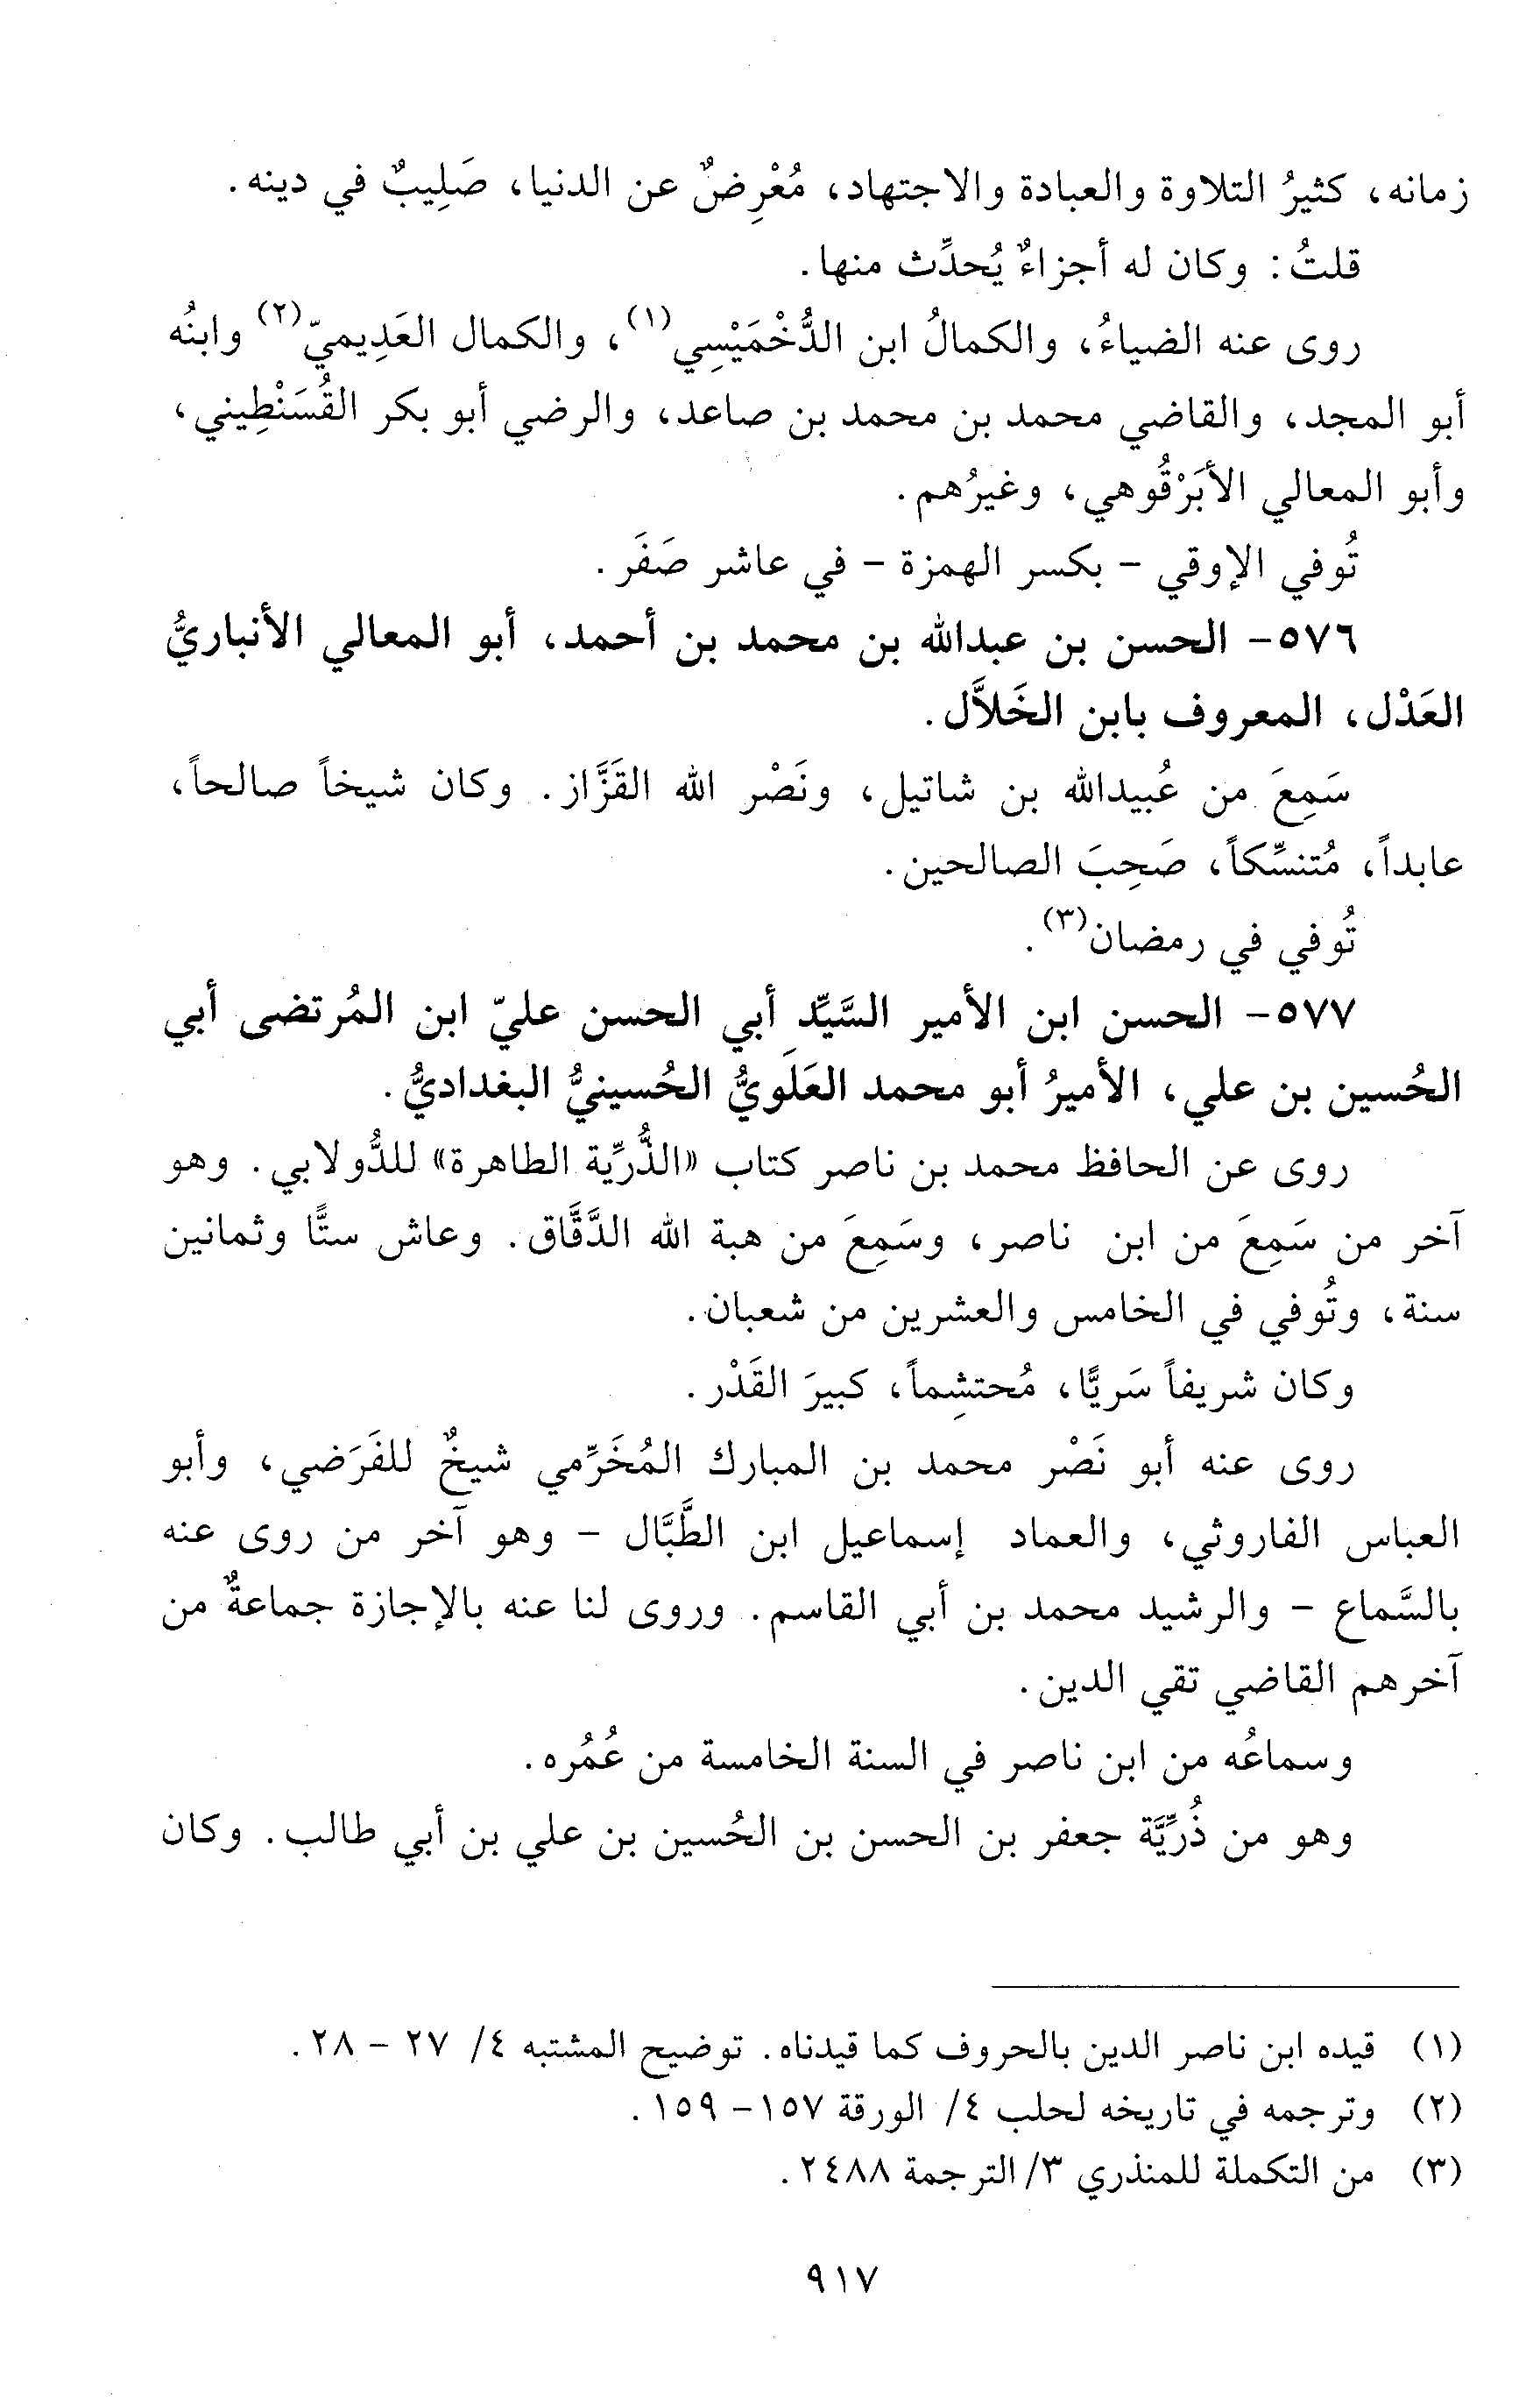 زمانه، كثيرُ التلاوة والعبادة والاجتهاد، مُعْرِضٌ عن الدنيا، صَلِيبٌ في دينه.
قلتُ: وكان له أجزاءٌ يُحدِّث منها.
روى عنه الضياءُ، والكمالُ ابن الدُّخْمَيْسِي(١)، والكمال العَدِيميّ(٢) وابنُه
أبو المجد، والقاضي محمد بن محمد بن صاعد، والرضي أبو بكر القُسَنْطِيني،
وأبو المعالي الأبَرْقُوهي، وغيرُهم.
تُوفي الإوقي - بكسر الهمزة - في عاشر صَفَر.
٥٧٦- الحسن بن عبدالله بن محمد بن أحمد، أبو المعالي الأنباريُّ
العَدْل، المعروف بابن الخَلاَّل.
سَمِعَ من عُبيدالله بن شاتيل، ونَصْر الله القَزَّاز. وكان شيخاً صالحاً،
عابداً، مُتنسِّكاً، صَحِبَ الصالحين.
تُوفي في رمضان(٣).
٥٧٧- الحسن ابن الأمير السَّيِّد أبي الحسن عليّ ابن المُرتضى أبي
الحُسين بن علي، الأميرُ أبو محمد العَلَويُّ الحُسينيُّ البغداديُّ.
روى عن الحافظ محمد بن ناصر كتاب «الذُّرِّية الطاهرة» للدُّولابي. وهو
آخر من سَمِعَ من ابن ناصر، وسَمِعَ من هبة الله الدَّقَّاق. وعاش ستًّا وثمانين
سنة، وتُوفي في الخامس والعشرين من شعبان.
وكان شريفاً سَريًّا، مُحتشِماً، كبيرَ القَدْر.
روى عنه أبو نَصْر محمد بن المبارك المُخَرِّمي شيخٌ للفَرَضي، وأبو
العباس الفاروثي، والعماد إسماعيل ابن الطَّبَّال - وهو آخر من روى عنه
بالسَّماع - والرشيد محمد بن أبي القاسم. وروى لنا عنه بالإجازة جماعةٌ من
آخرهم القاضي تقي الدين.
وسماعُه من ابن ناصر في السنة الخامسة من عُمُره.
وهو من ذُرِّيَّة جعفر بن الحسن بن الحُسين بن علي بن أبي طالب. وكان
(١) قيده ابن ناصر الدين بالحروف كما قيدناه. توضيح المشتبه ٤/ ٢٧ - ٢٨.
(٢) وترجمه في تاريخه لحلب ٤/ الورقة ١٥٧- ١٥٩.
(٣) من التكملة للمنذري ٣/ الترجمة ٢٤٨٨.
٩١٧